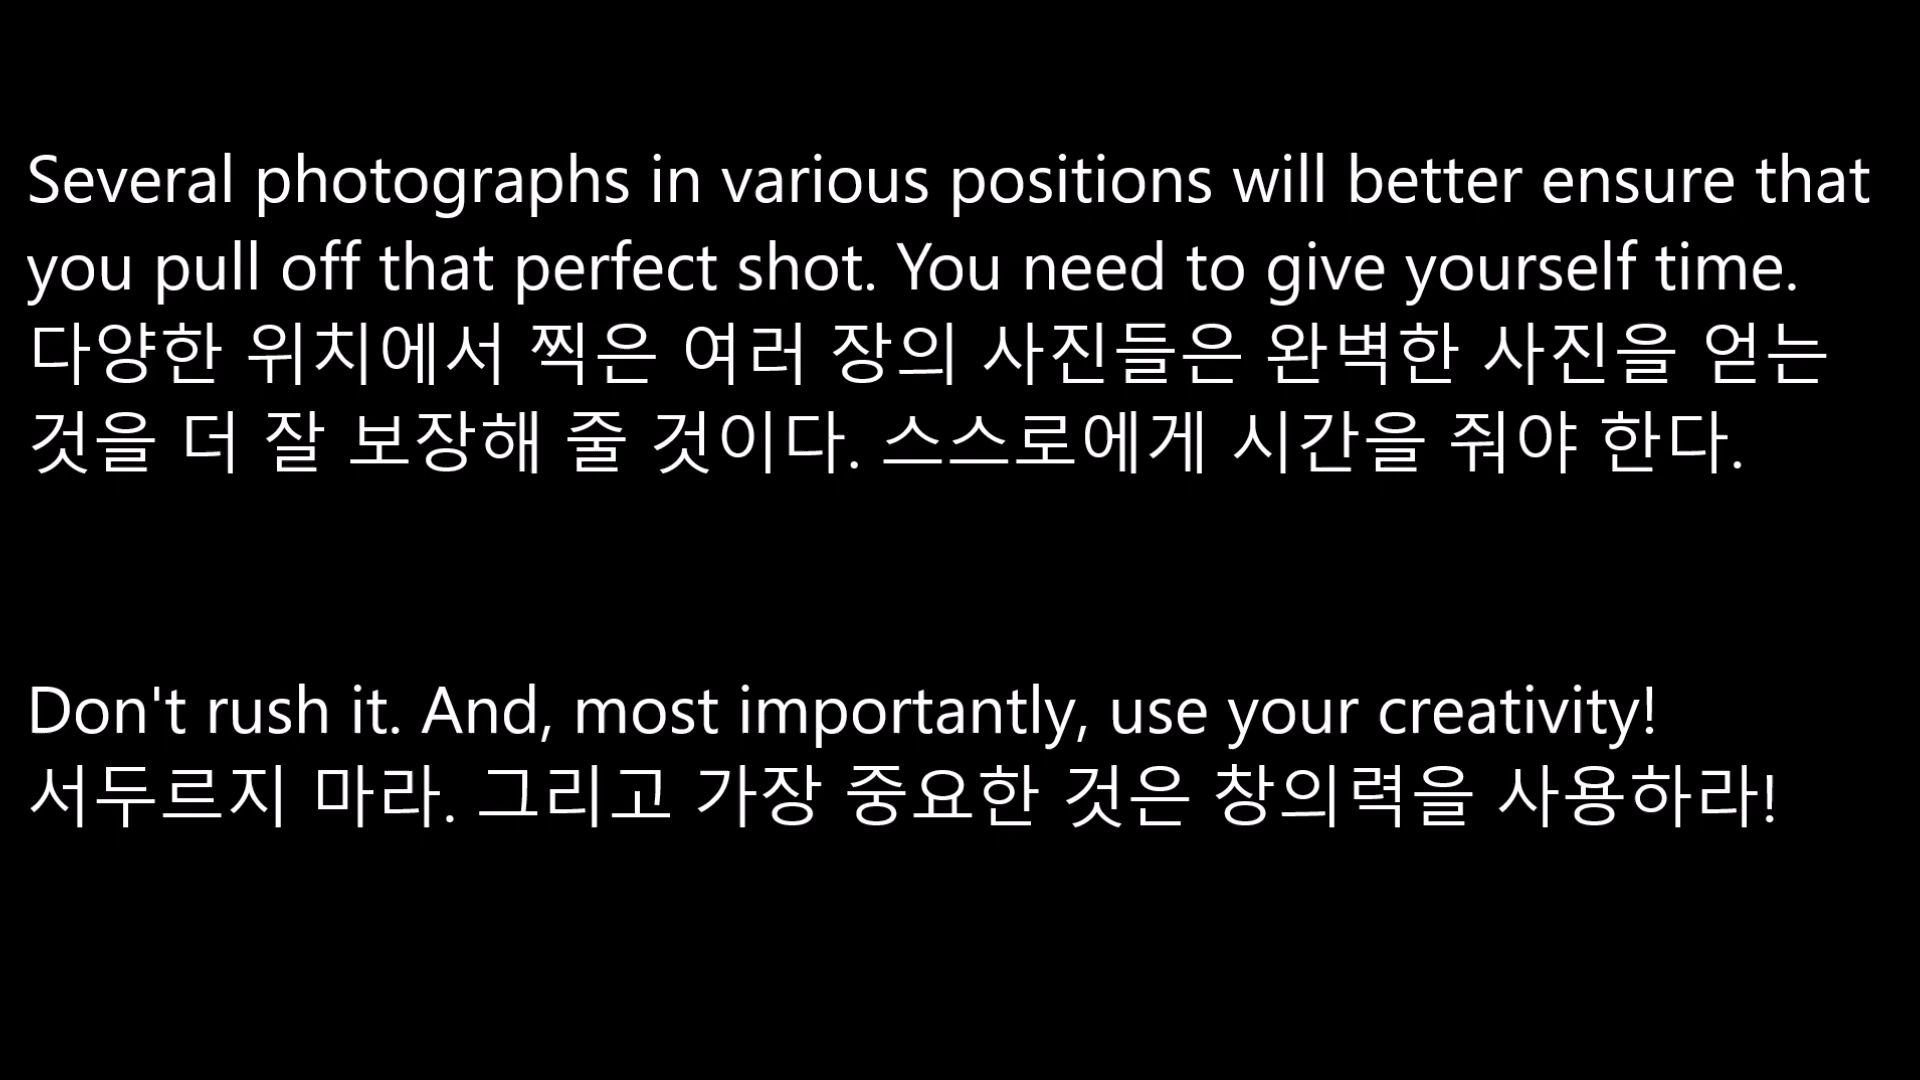 Several photographs in various positions will better ensure that
you pull off that perfect shot. You need to give yourself time.
다양한 위치에서 찍은 여러 장의 사진들은 완벽한 사진을 얻는
것을 더 잘 보장해 줄 것이다. 스스로에게 시간을 줘야 한다.
Don't rush it. And, most importantly, use your creativity!
서두르지 마라. 그리고 가장 중요한 것은 창의력을 사용하라!